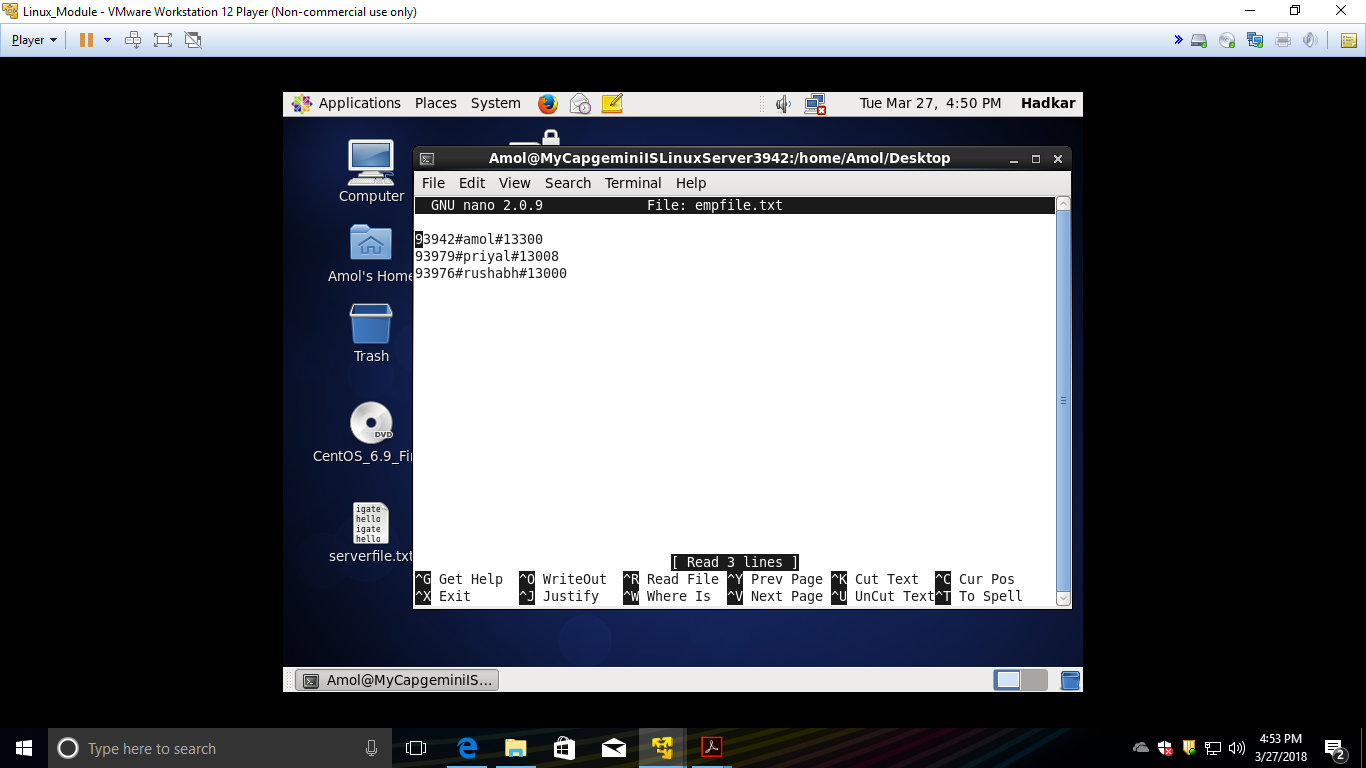 Linux_Module - VMware Workstation 12 Player (Non-commercial use only)
Player
Applications Places System Tue Mar 27, 4:50 PM Hadkar
Computer
Amol's Home
Trash
DVD
CentOS_6.9_Fin
igate
hello
igate
hello
serverfile.txt
Amol@MyCapgeminiISLinuxServer3942:/home/Amol/Desktop
File Edit View Search Terminal Help
GNU nano 2.0.9 File: empfile.txt
93942#amol#13300
93979#priyal#13008
93976#rushabh#13000
[ Read 3 lines ]
^G Get Help ^O WriteOut ^R Read File ^Y Prev Page ^K Cut Text ^C Cur Pos
^X Exit ^J Justify ^W Where Is ^V Next Page ^U UnCut Text ^T To Spell
Amol@MyCapgeminiIS...
Type here to search
4:53 PM
3/27/2018
2